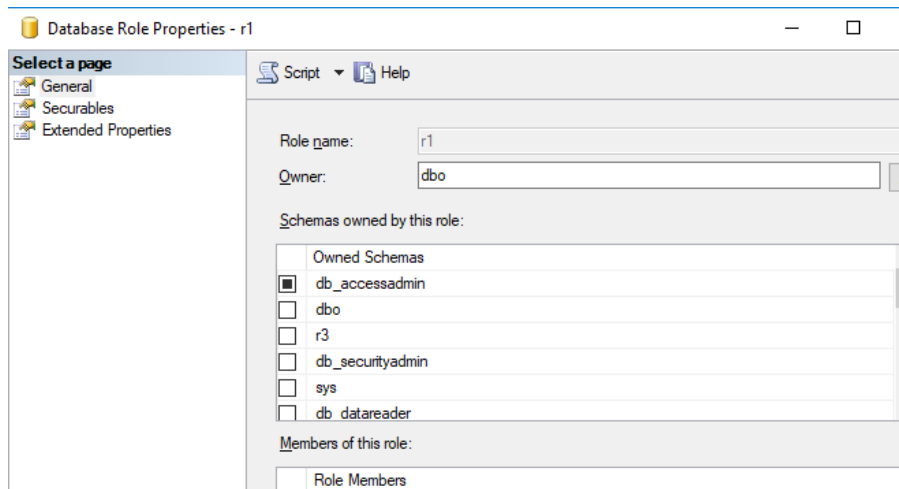 Database Role Properties - r1
Select a page
General
Securables
Extended Properties
Script
Help
Role name:
r1
Owner:
dbo
Schemas owned by this role:
Owned Schemas
db_accessadmin
dbo
r3
db_securityadmin
sys
db_datareader
Members of this role:
Role Members